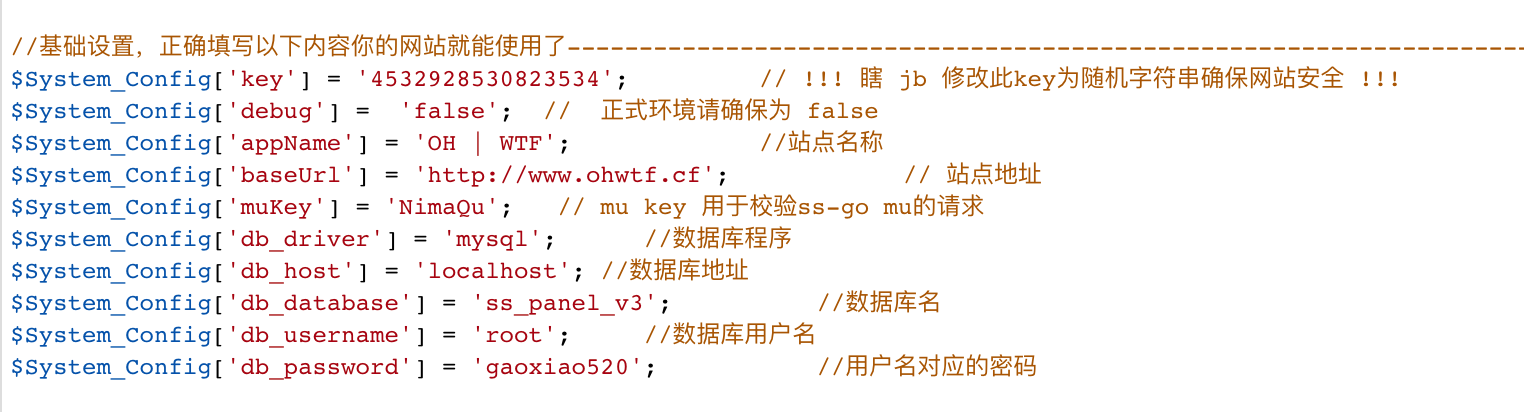 //基础设置，正确填写以下内容你的网站就能使用了------------------------------------------------------------------
$System_Config['key'] = '4532928530823534';         // !!! 瞎 jb 修改此key为随机字符串确保网站安全 !!!
$System_Config['debug'] =  'false';  //  正式环境请确保为 false
$System_Config['appName'] = 'OH | WTF';             //站点名称
$System_Config['baseUrl'] = 'http://www.ohwtf.cf';            // 站点地址
$System_Config['muKey'] = 'NimaQu';   // mu key 用于校验ss-go mu的请求
$System_Config['db_driver'] = 'mysql';      //数据库程序
$System_Config['db_host'] = 'localhost'; //数据库地址
$System_Config['db_database'] = 'ss_panel_v3';          //数据库名
$System_Config['db_username'] = 'root';     //数据库用户名
$System_Config['db_password'] = 'gaoxiao520';           //用户名对应的密码